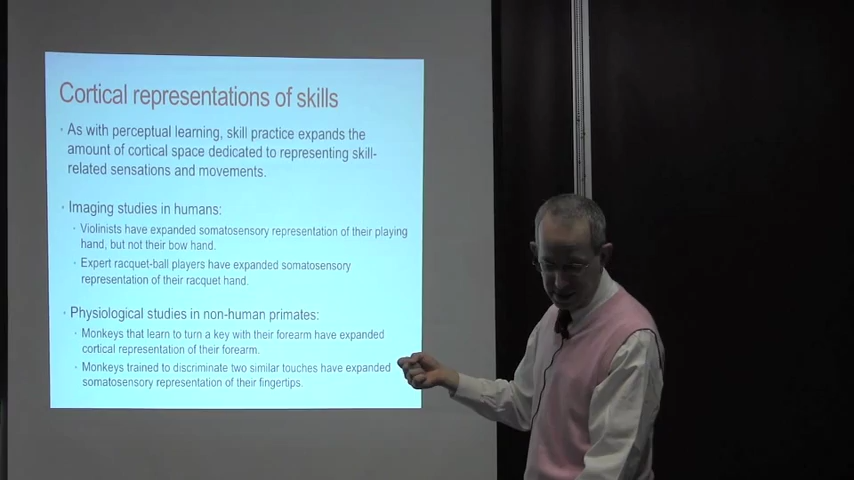 Cortical representations of skills
· As with perceptual learning, skill practice expands the
amount of cortical space dedicated to representing skill-
related sensations and movements.
· Imaging studies in humans:
· Violinists have expanded somatosensory representation of their playing
hand, but not their bow hand.
· Expert racquet-ball players have expanded somatosensory
representation of their racquet hand.
· Physiological studies in non-human primates:
· Monkeys that learn to turn a key with their forearm have expanded
cortical representation of their forearm.
· Monkeys trained to discriminate two similar touches have expanded
somatosensory representation of their fingertips.